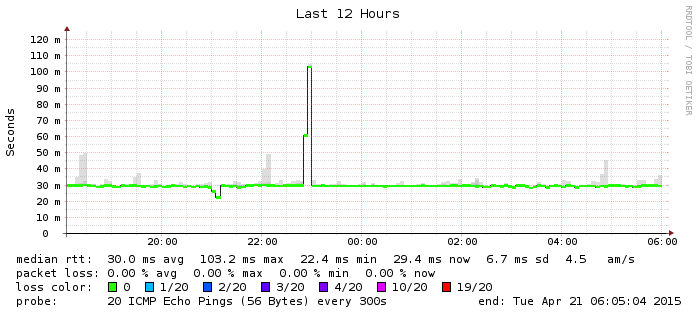 Last 12 Hours
RRDTOOL / TOBI OETIKER
Seconds
120 m
110 m
100 m
90 m
80 m
70 m
60 m
50 m
40 m
30 m
20 m
10 m
0
20:00 22:00 00:00 02:00 04:00 06:00
median rtt: 30.0 ms avg 103.2 ms max 22.4 ms min 29.4 ms now 6.7 ms sd 4.5 am/s
packet loss: 0.00 % avg 0.00 % max 0.00 % min 0.00 % now
loss color: 0 1/20 2/20 3/20 4/20 10/20 19/20
probe: 20 ICMP Echo Pings (56 Bytes) every 300s end: Tue Apr 21 06:05:04 2015